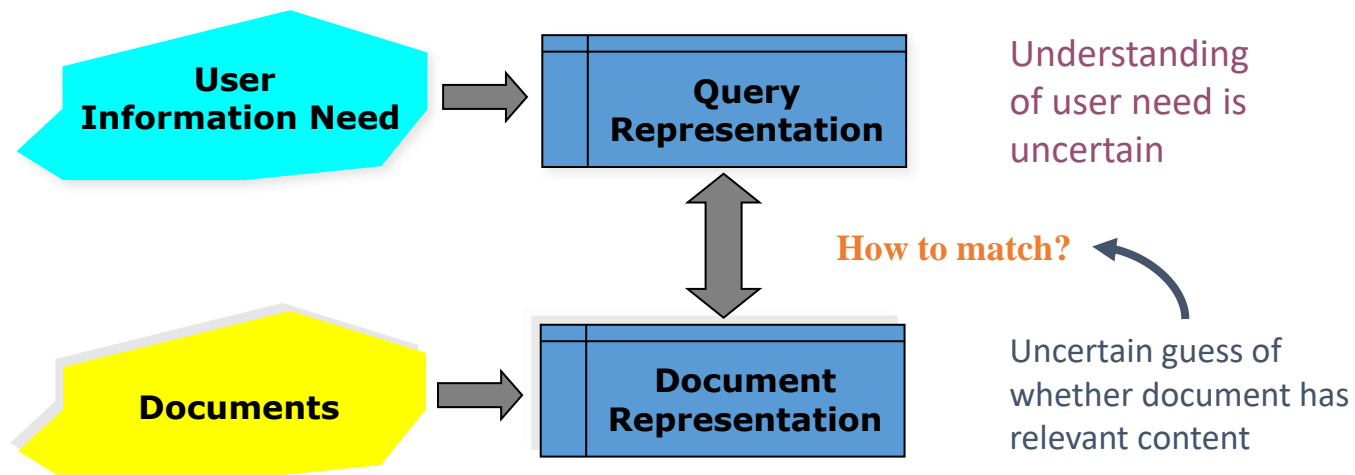 User
Information Need
Query
Representation
Understanding
of user need is
uncertain
How to match?
Documents
Document
Representation
Uncertain guess of
whether document has
relevant content